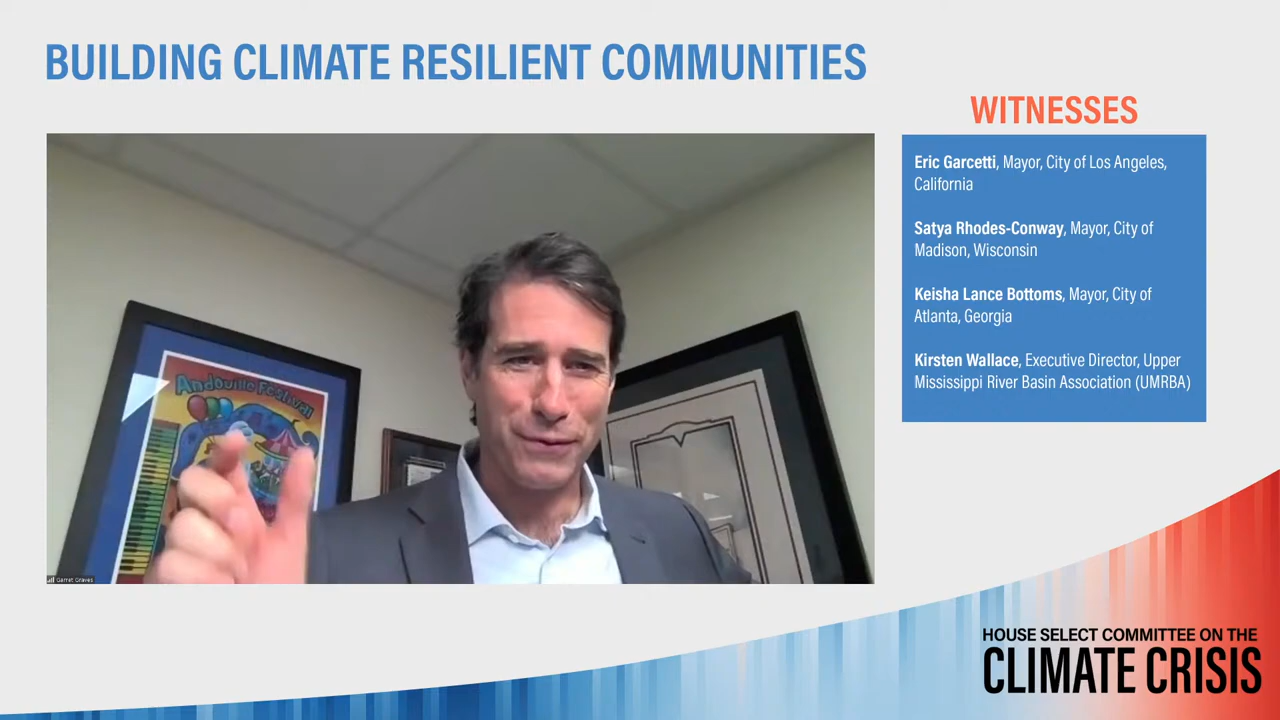 BUILDING CLIMATE RESILIENT COMMUNITIES
WITNESSES
Eric Garcetti, Mayor, City of Los Angeles,
California
Satya Rhodes-Conway, Mayor, City of
Madison, Wisconsin
Keisha Lance Bottoms, Mayor, City of
Atlanta, Georgia
Kirsten Wallace, Executive Director, Upper
Mississippi River Basin Association (UMRBA)
Andouille Festival
Garret Graves
HOUSE SELECT COMMITTEE ON THE
CLIMATE CRISIS